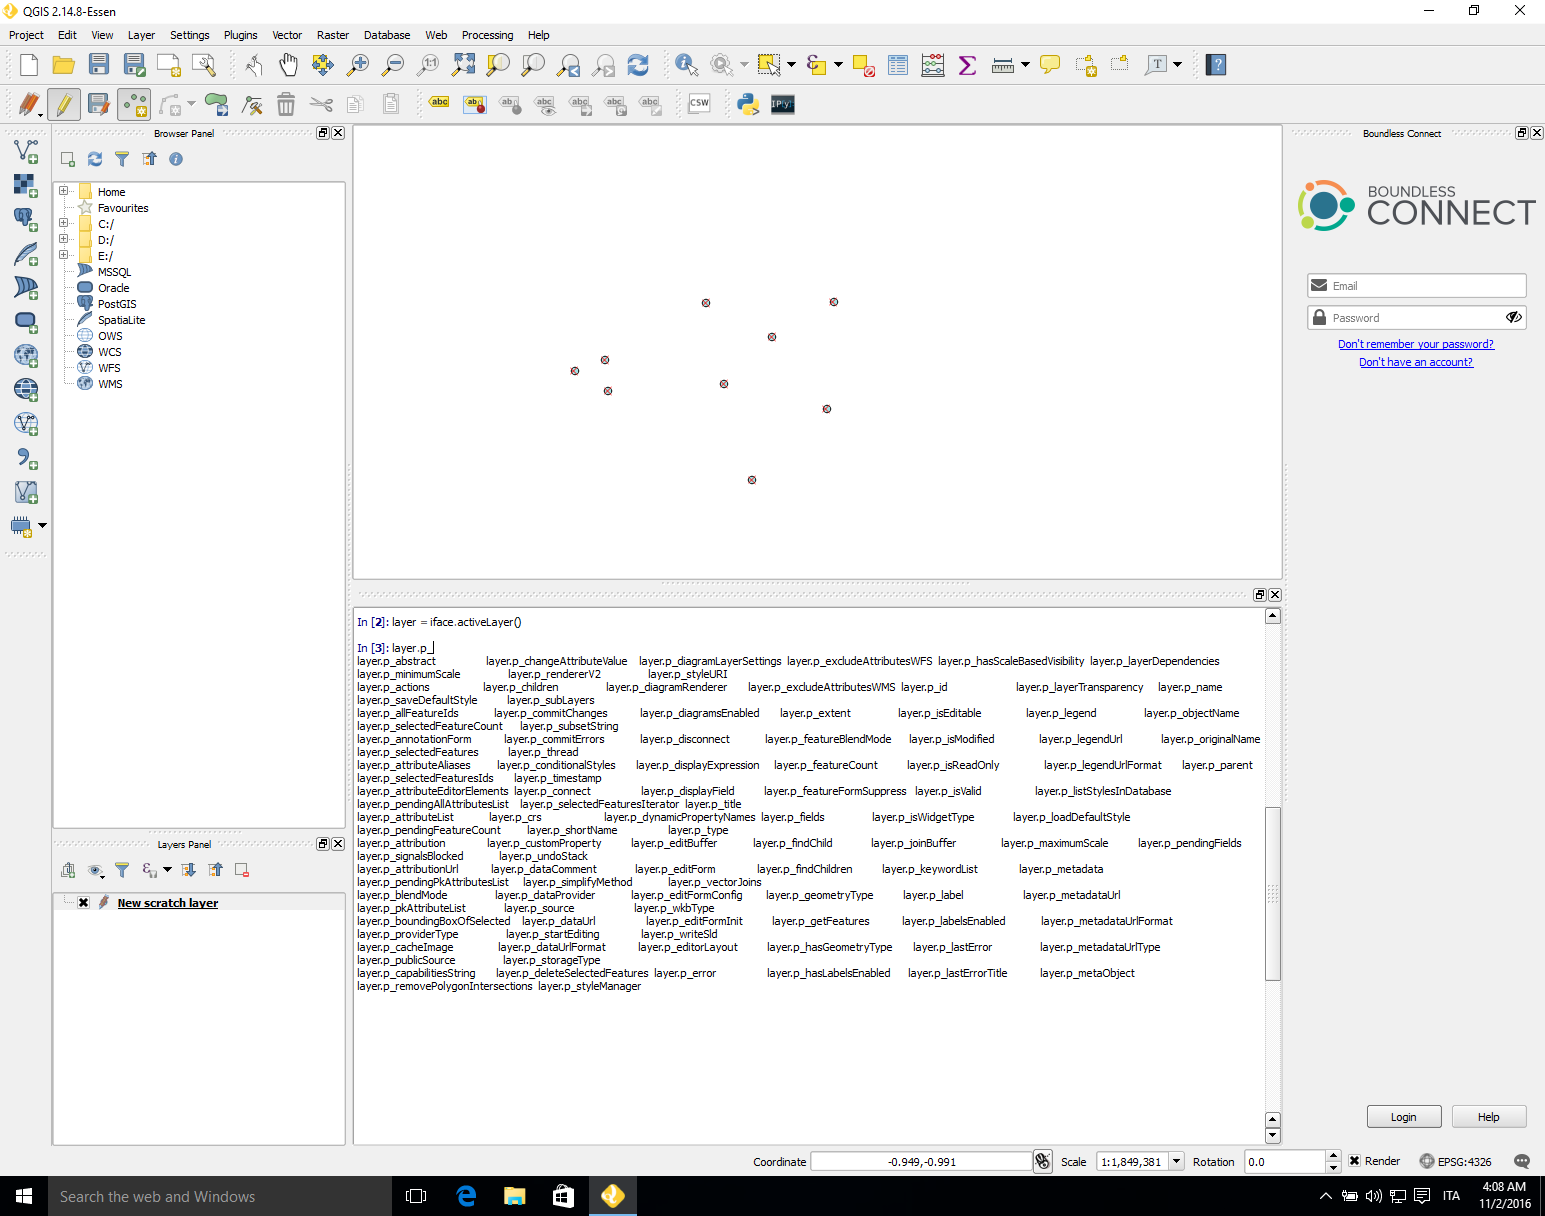 QGIS 2.14.8-Essen
Project Edit View Layer Settings Plugins Vector Raster Database Web Processing Help
1:1
T
?
abc abc ab abc abc abc abc CSW IPy:
Browser Panel
Boundless Connect
Home
Favourites
C:/
D:/
E:/
MSSQL
Oracle
PostGIS
SpatiaLite
OWS
WCS
WFS
WMS
BOUNDLESS
CONNECT
Email
Password
Don't remember your password?
Don't have an account?
In [2]: layer = iface.activeLayer()
In [3]: layer.p_
layer.p_abstract layer.p_changeAttributeValue layer.p_diagramLayerSettings layer.p_excludeAttributesWFS layer.p_hasScaleBasedVisibility layer.p_layerDependencies
layer.p_minimumScale layer.p_rendererV2 layer.p_styleURI
layer.p_actions layer.p_children layer.p_diagramRenderer layer.p_excludeAttributesWMS layer.p_id layer.p_layerTransparency layer.p_name
layer.p_saveDefaultStyle layer.p_subLayers
layer.p_allFeatureIds layer.p_commitChanges layer.p_diagramsEnabled layer.p_extent layer.p_isEditable layer.p_legend layer.p_objectName
layer.p_selectedFeatureCount layer.p_subsetString
layer.p_annotationForm layer.p_commitErrors layer.p_disconnect layer.p_featureBlendMode layer.p_isModified layer.p_legendUrl layer.p_originalName
layer.p_selectedFeatures layer.p_thread
layer.p_attributeAliases layer.p_conditionalStyles layer.p_displayExpression layer.p_featureCount layer.p_isReadOnly layer.p_legendUrlFormat layer.p_parent
layer.p_selectedFeaturesIds layer.p_timestamp
layer.p_attributeEditorElements layer.p_connect layer.p_displayField layer.p_featureFormSuppress layer.p_isValid layer.p_listStylesInDatabase
layer.p_pendingAllAttributesList layer.p_selectedFeaturesIterator layer.p_title
layer.p_attributeList layer.p_crs layer.p_dynamicPropertyNames layer.p_fields layer.p_isWidgetType layer.p_loadDefaultStyle
layer.p_pendingFeatureCount layer.p_shortName layer.p_type
layer.p_attribution layer.p_customProperty layer.p_editBuffer layer.p_findChild layer.p_joinBuffer layer.p_maximumScale layer.p_pendingFields
layer.p_signalsBlocked layer.p_undoStack
layer.p_attributionUrl layer.p_dataComment layer.p_editForm layer.p_findChildren layer.p_keywordList layer.p_metadata
layer.p_pendingPkAttributesList layer.p_simplifyMethod layer.p_vectorJoins
layer.p_blendMode layer.p_dataProvider layer.p_editFormConfig layer.p_geometryType layer.p_label layer.p_metadataUrl
layer.p_pkAttributeList layer.p_source layer.p_wkbType
layer.p_boundingBoxOfSelected layer.p_dataUrl layer.p_editFormInit layer.p_getFeatures layer.p_labelsEnabled layer.p_metadataUrlFormat
layer.p_providerType layer.p_startEditing layer.p_writeSld
layer.p_cacheImage layer.p_dataUrlFormat layer.p_editorLayout layer.p_hasGeometryType layer.p_lastError layer.p_metadataUrlType
layer.p_publicSource layer.p_storageType
layer.p_capabilitiesString layer.p_deleteSelectedFeatures layer.p_error layer.p_hasLabelsEnabled layer.p_lastErrorTitle layer.p_metaObject
layer.p_removePolygonIntersections layer.p_styleManager
Layers Panel
New scratch layer
Login Help
Coordinate -0.949,-0.991 Scale 1:1,849,381 Rotation 0.0 Render EPSG:4326
Search the web and Windows
ITA
4:08 AM
11/2/2016